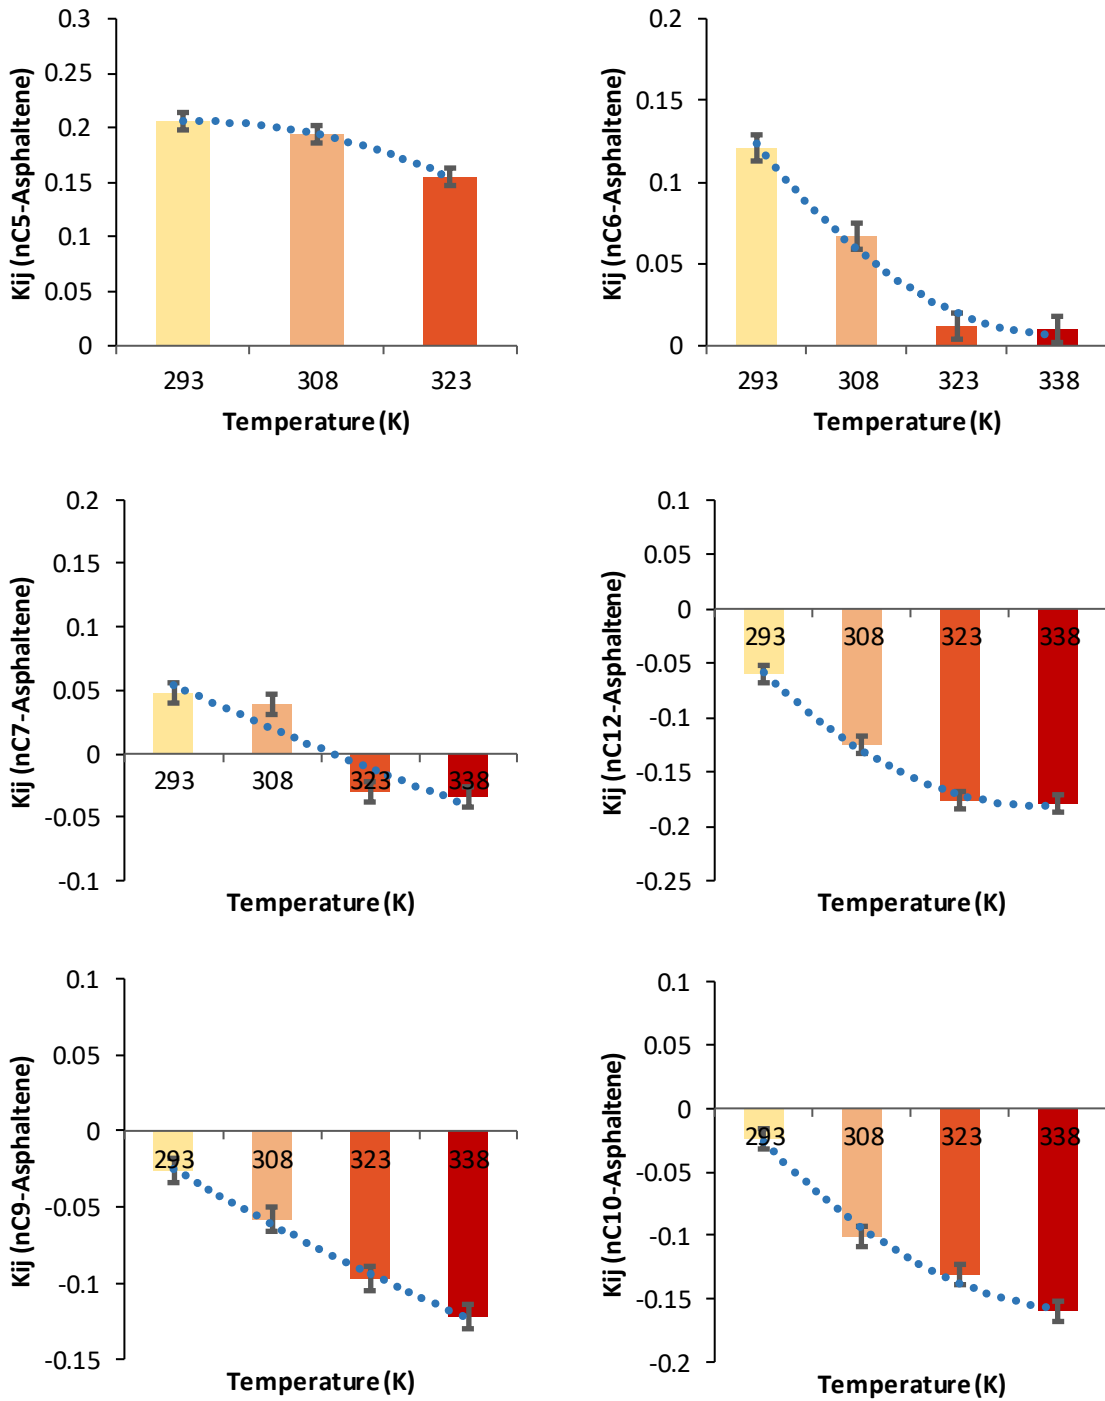 Kij (nC5-Asphaltene)
0.3
0.25
0.2
0.15
0.1
0.05
0
293 308 323
Temperature (K)
Kij (nC6-Asphaltene)
0.2
0.15
0.1
0.05
0
293 308 323 338
Temperature (K)
Kij (nC7-Asphaltene)
0.2
0.15
0.1
0.05
0
-0.05
-0.1
293 308 323 338
Temperature (K)
Kij (nC12-Asphaltene)
0.1
0.05
0
-0.05
-0.1
-0.15
-0.2
-0.25
293 308 323 338
Temperature (K)
Kij (nC9-Asphaltene)
0.1
0.05
0
-0.05
-0.1
-0.15
293 308 323 338
Temperature (K)
Kij (nC10-Asphaltene)
0.1
0.05
0
-0.05
-0.1
-0.15
-0.2
293 308 323 338
Temperature (K)